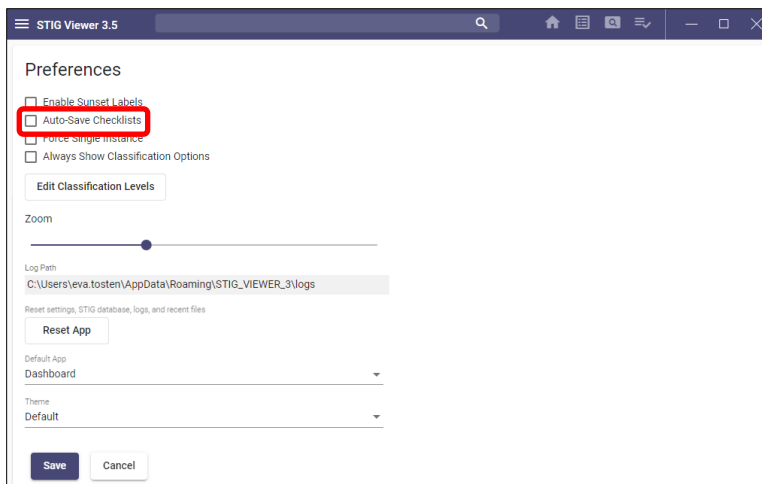 STIG Viewer 3.5
Preferences
Enable Sunset Labels
Auto-Save Checklists
Force Single Instance
Always Show Classification Options
Edit Classification Levels
Zoom
Log Path
C:\Users\eva.tosten\AppData\Roaming\STIG_VIEWER_3\logs
Reset settings, STIG database, logs, and recent files
Reset App
Default App
Dashboard
Theme
Default
Save Cancel